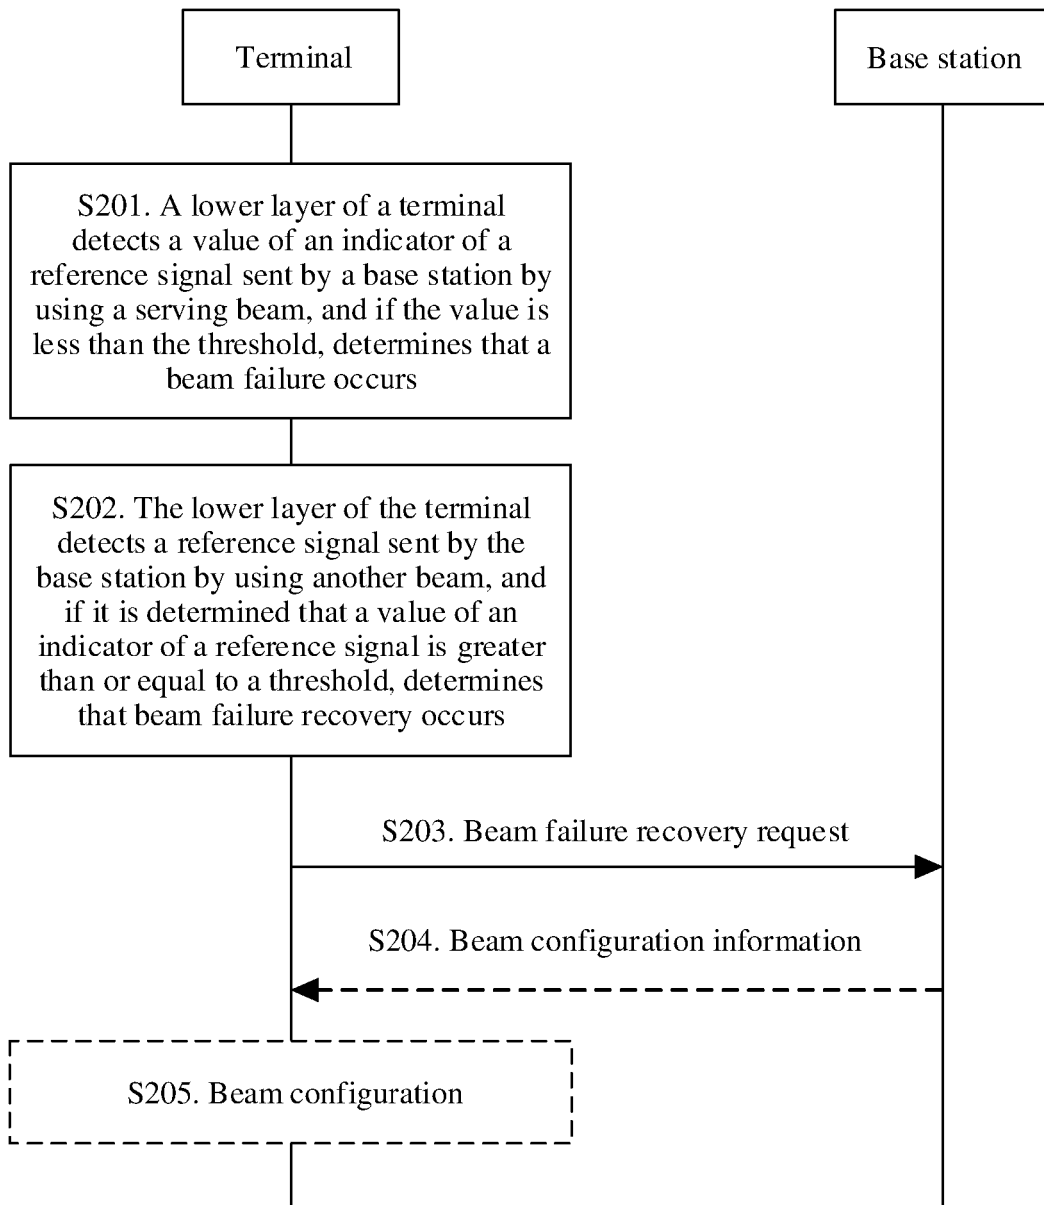 Terminal
Base station
S201. A lower layer of a terminal
detects a value of an indicator of a
reference signal sent by a base station by
using a serving beam, and if the value is
less than the threshold, determines that a
beam failure occurs
S202. The lower layer of the terminal
detects a reference signal sent by the
base station by using another beam, and
if it is determined that a value of an
indicator of a reference signal is greater
than or equal to a threshold, determines
that beam failure recovery occurs
S203. Beam failure recovery request
S204. Beam configuration information
S205. Beam configuration